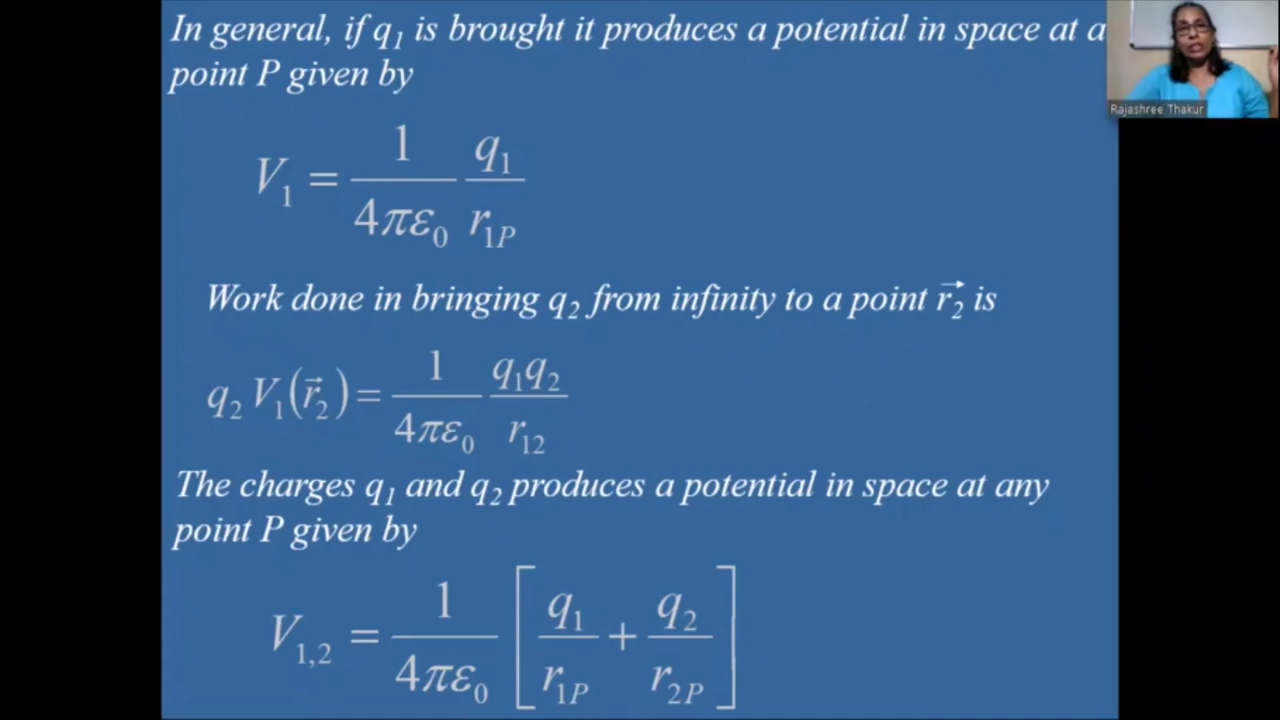 In general, if q₁ is brought it produces a potential in space at a
point P given by
V₁ = 1/4πε₀ q₁/r₁P
Work done in bringing q₂ from infinity to a point r⃗₂ is
q₂ V₁(r⃗₂) = 1/4πε₀ q₁q₂/r₁₂
The charges q₁ and q₂ produces a potential in space at any
point P given by
V₁,₂ = 1/4πε₀ [q₁/r₁P + q₂/r₂P]
Rajashree Thakur